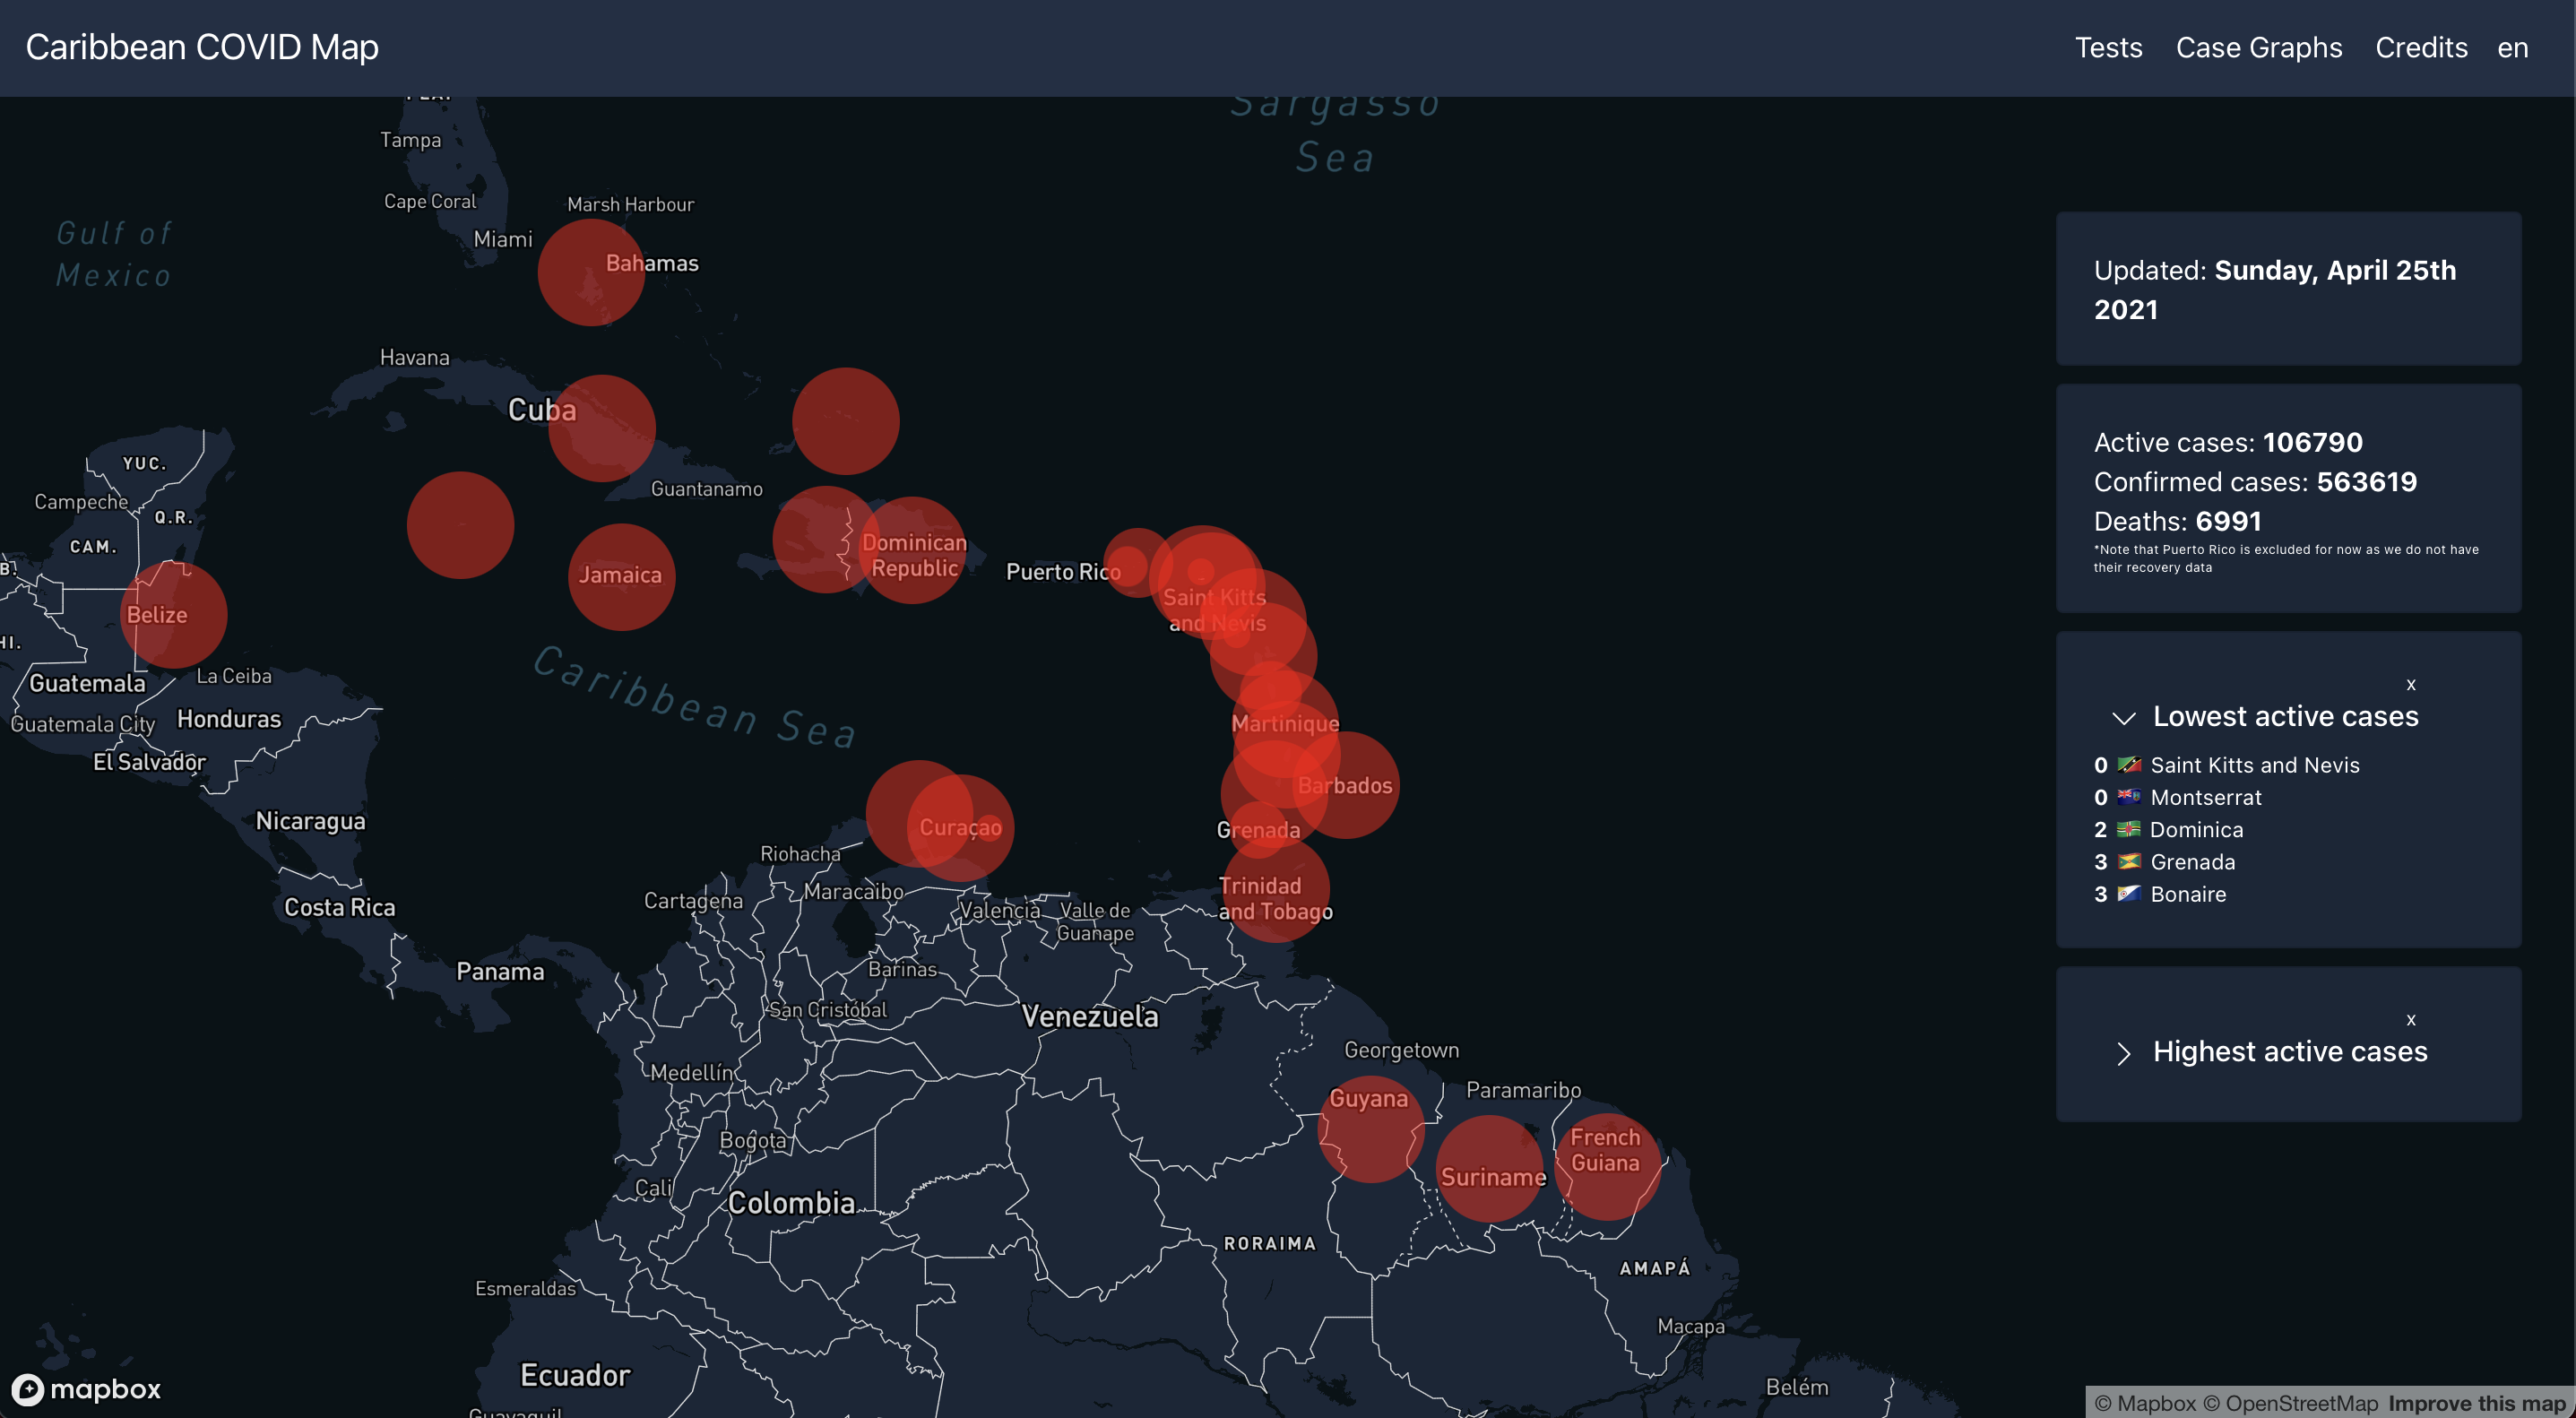 Caribbean COVID Map
Tests Case Graphs Credits en
Sargasso
Sea
Tampa
Cape Coral
Marsh Harbour
Miami
Bahamas
Gulf of
Mexico
Havana
Cuba
Guantanamo
YUC.
Campeche
Q.R.
CAM.
Jamaica
Dominican
Republic
Puerto Rico
Saint Kitts
and Nevis
Belize
Guatemala
La Ceiba
Guatemala City
Honduras
El Salvador
Caribbean Sea
Martinique
Barbados
Nicaragua
Curaçao
Grenada
Riohacha
Maracaibo
Cartagena
Trinidad
and Tobago
Costa Rica
Valencia
Valle de
Guanape
Panama
Barinas
San Cristóbal
Venezuela
Georgetown
Medellín
Paramaribo
Guyana
Bogota
French
Guiana
Suriname
Cali
Colombia
RORAIMA
AMAPÁ
Esmeraldas
Macapa
Ecuador
Belém
Guayaquil
mapbox
Updated: Sunday, April 25th
2021
Active cases: 106790
Confirmed cases: 563619
Deaths: 6991
*Note that Puerto Rico is excluded for now as we do not have
their recovery data
x
Lowest active cases
0 Saint Kitts and Nevis
0 Montserrat
2 Dominica
3 Grenada
3 Bonaire
x
Highest active cases
© Mapbox © OpenStreetMap Improve this map